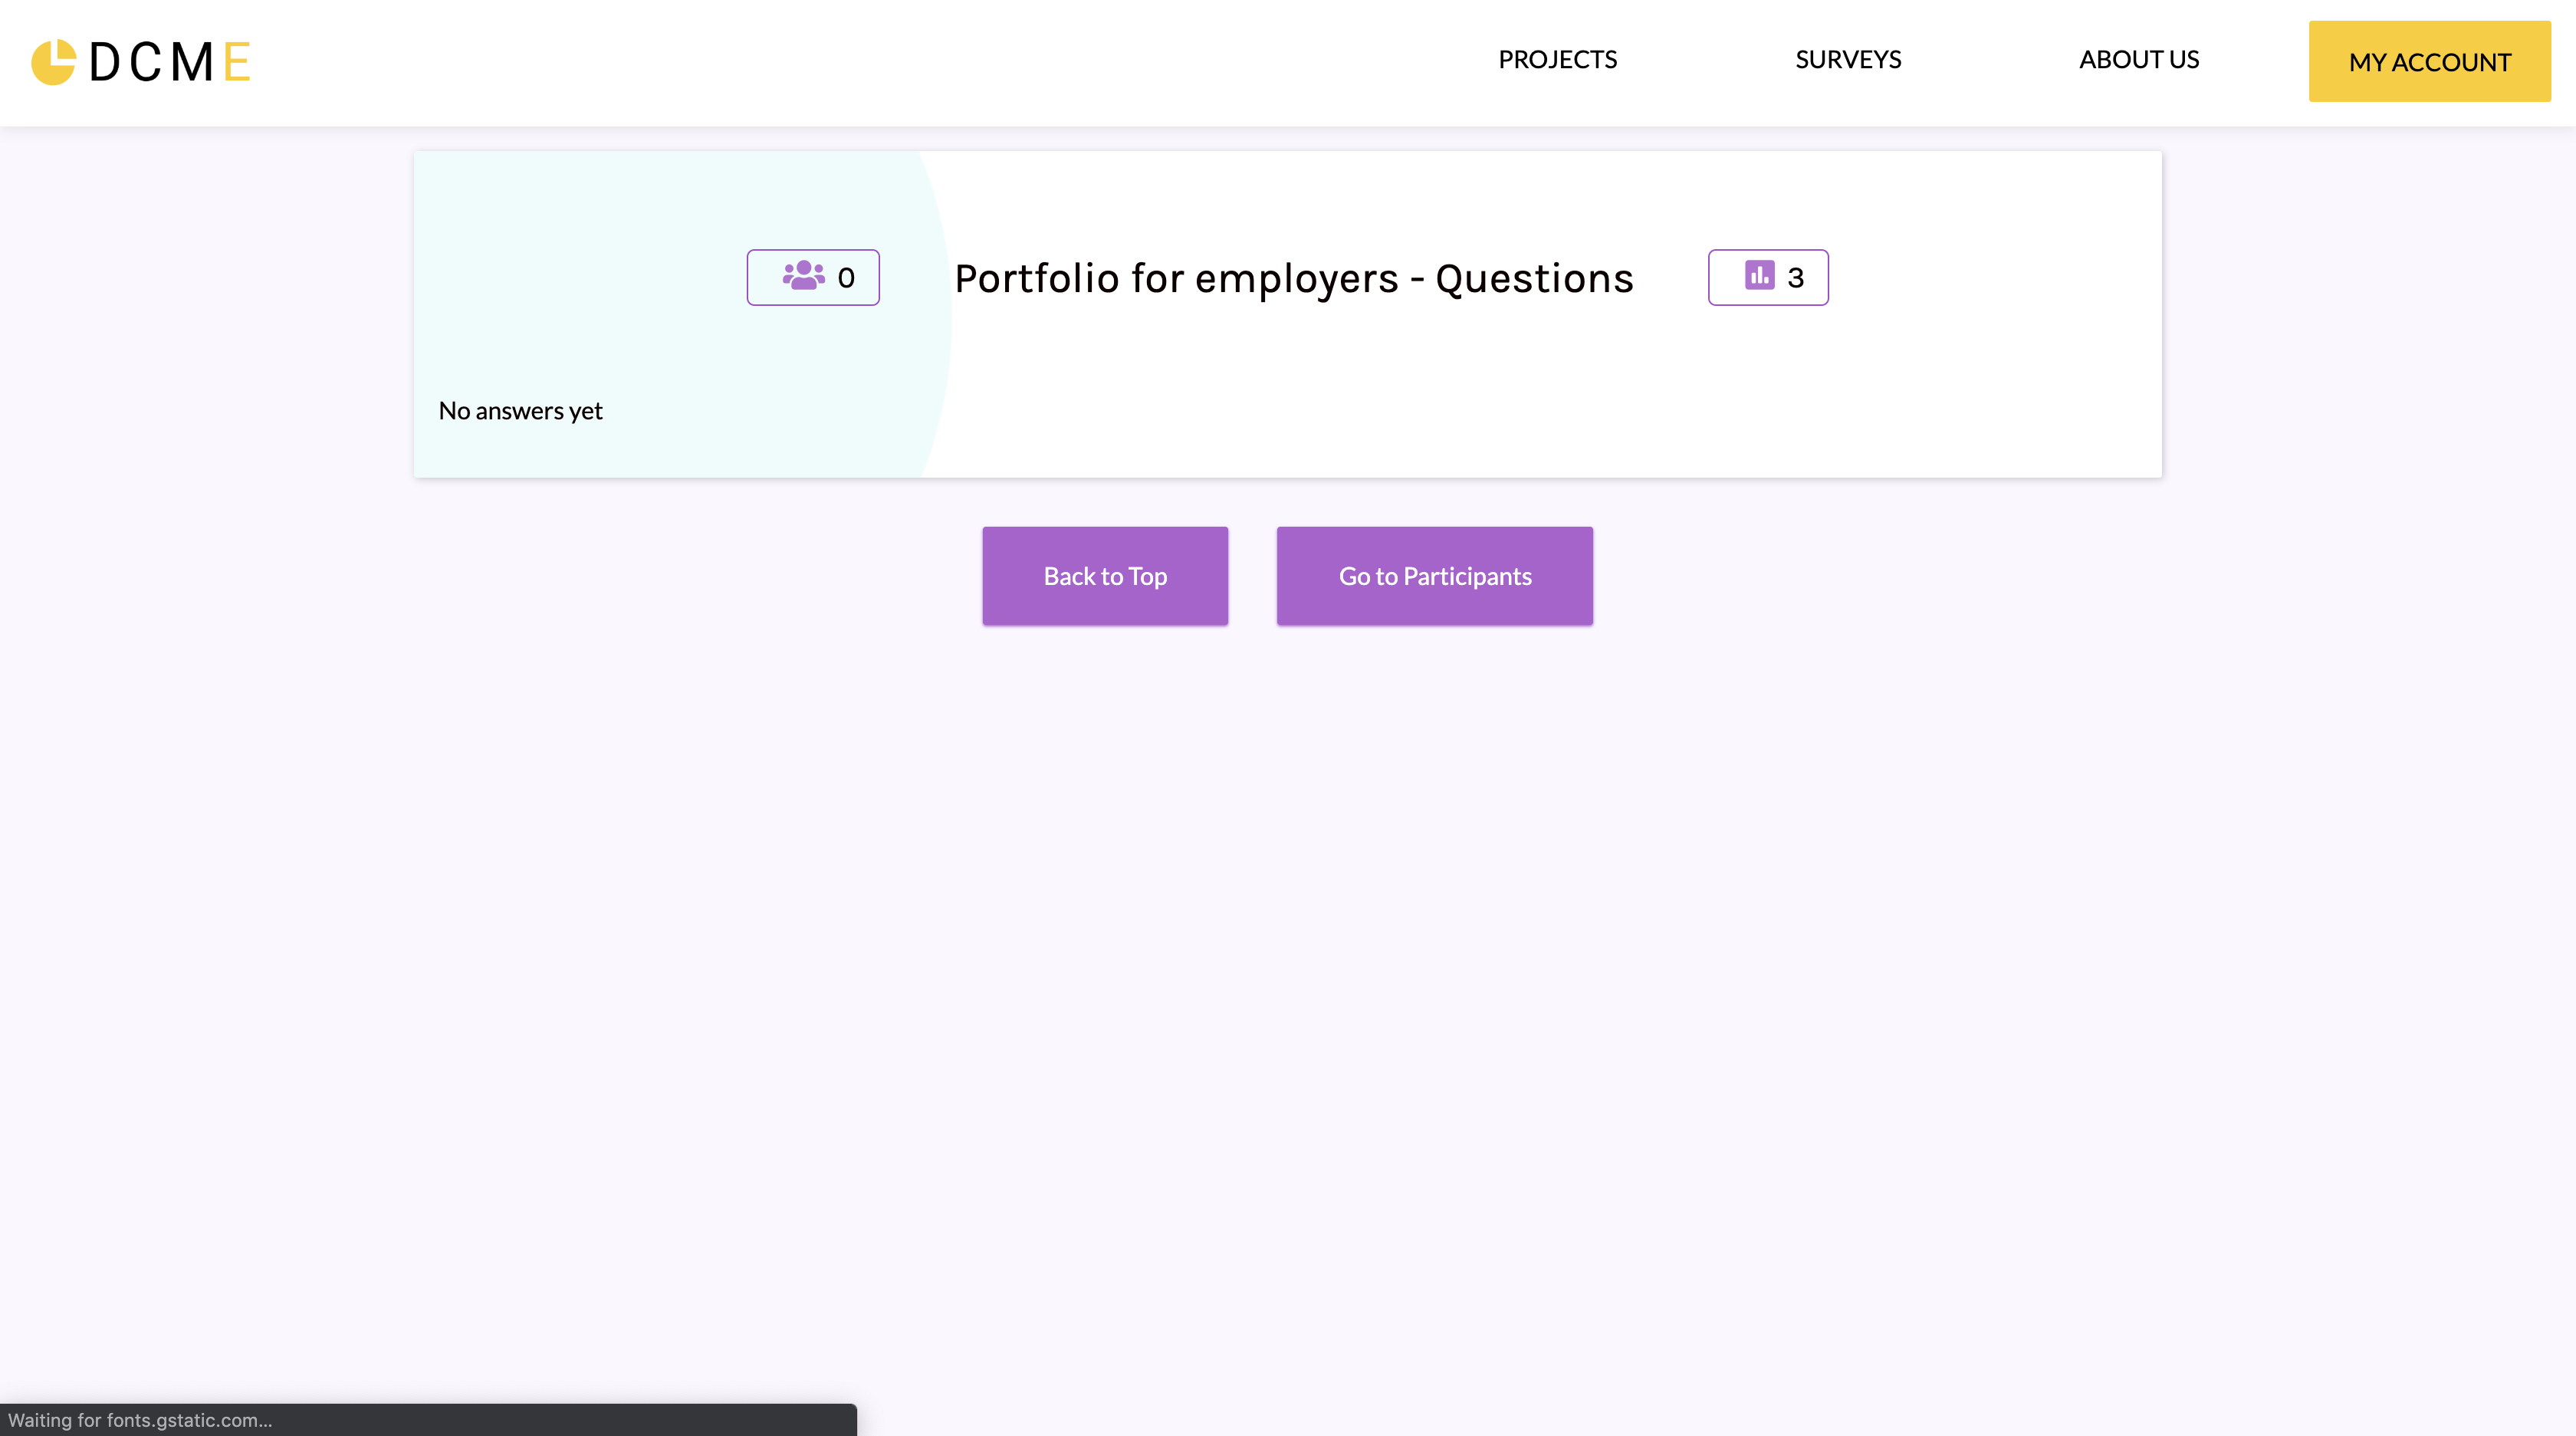 DCME
PROJECTS
SURVEYS
ABOUT US
MY ACCOUNT
0
Portfolio for employers - Questions
3
No answers yet
Back to Top
Go to Participants
Waiting for fonts.gstatic.com...